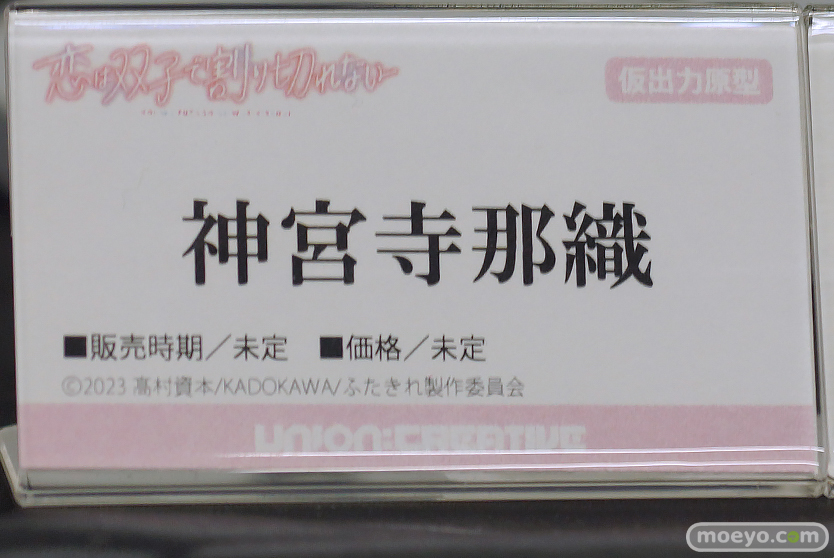 恋は双子で割り切れない
仮出力原型
神宮寺那織
■販売時期／未定　■価格／未定
©2023 髙村資本/KADOKAWA/ふたきれ製作委員会
UNION CREATIVE
moeyo.com